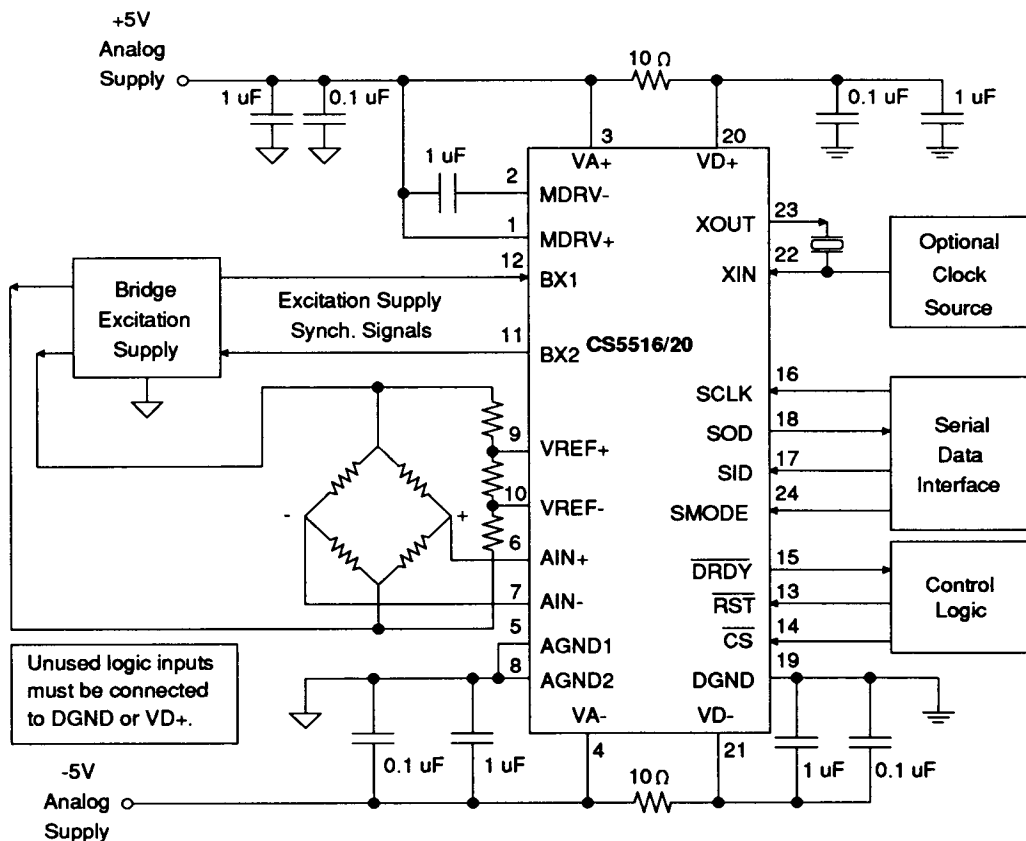 +5V
Analog
Supply
1 uF
0.1 uF
10 Ω
0.1 uF
1 uF
3
20
VA+
VD+
1 uF
2
MDRV-
1
MDRV+
23
XOUT
22
XIN
Optional
Clock
Source
12
BX1
Bridge
Excitation
Supply
Excitation Supply
Synch. Signals
11
BX2
CS5516/20
16
SCLK
18
SOD
17
SID
24
SMODE
Serial
Data
Interface
9
VREF+
10
VREF-
-
+
6
AIN+
7
AIN-
15
DRDY
13
RST
14
CS
Control
Logic
5
AGND1
8
AGND2
19
DGND
Unused logic inputs
must be connected
to DGND or VD+.
VA-
VD-
4
21
0.1 uF
1 uF
10 Ω
1 uF
0.1 uF
-5V
Analog
Supply